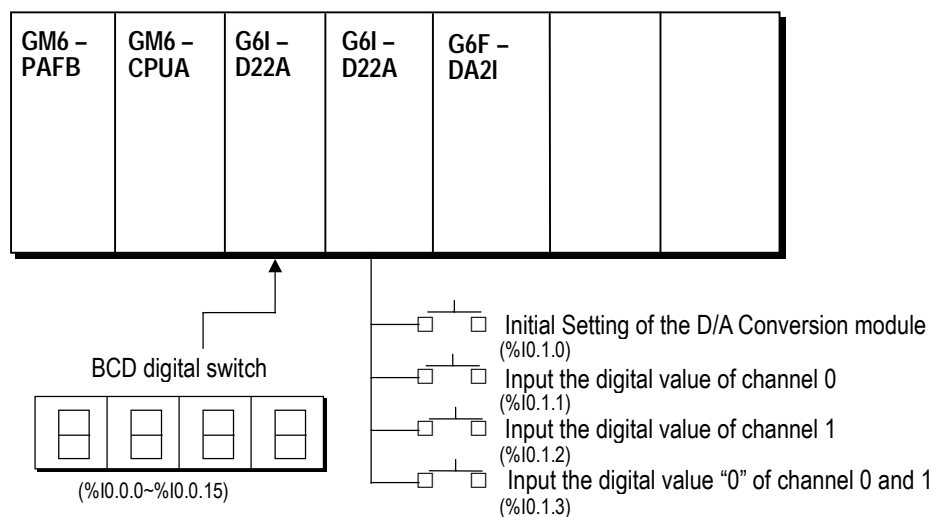 GM6 –
PAFB
GM6 –
CPUA
G6I –
D22A
G6I –
D22A
G6F –
DA2I
BCD digital switch
(%I0.0.0~%I0.0.15)
Initial Setting of the D/A Conversion module
(%I0.1.0)
Input the digital value of channel 0
(%I0.1.1)
Input the digital value of channel 1
(%I0.1.2)
Input the digital value “0” of channel 0 and 1
(%I0.1.3)